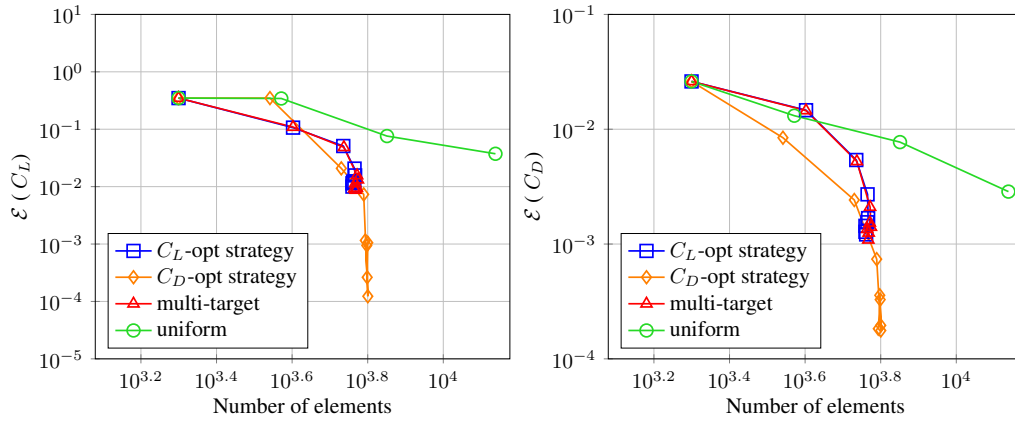 10^1
10^0
10^−1
10^−2
10^−3
10^−4
10^−5
ℰ (C_L)
C_L-opt strategy
C_D-opt strategy
multi-target
uniform
10^3.2 10^3.4 10^3.6 10^3.8 10^4
Number of elements
10^−1
10^−2
10^−3
10^−4
ℰ (C_D)
C_L-opt strategy
C_D-opt strategy
multi-target
uniform
10^3.2 10^3.4 10^3.6 10^3.8 10^4
Number of elements